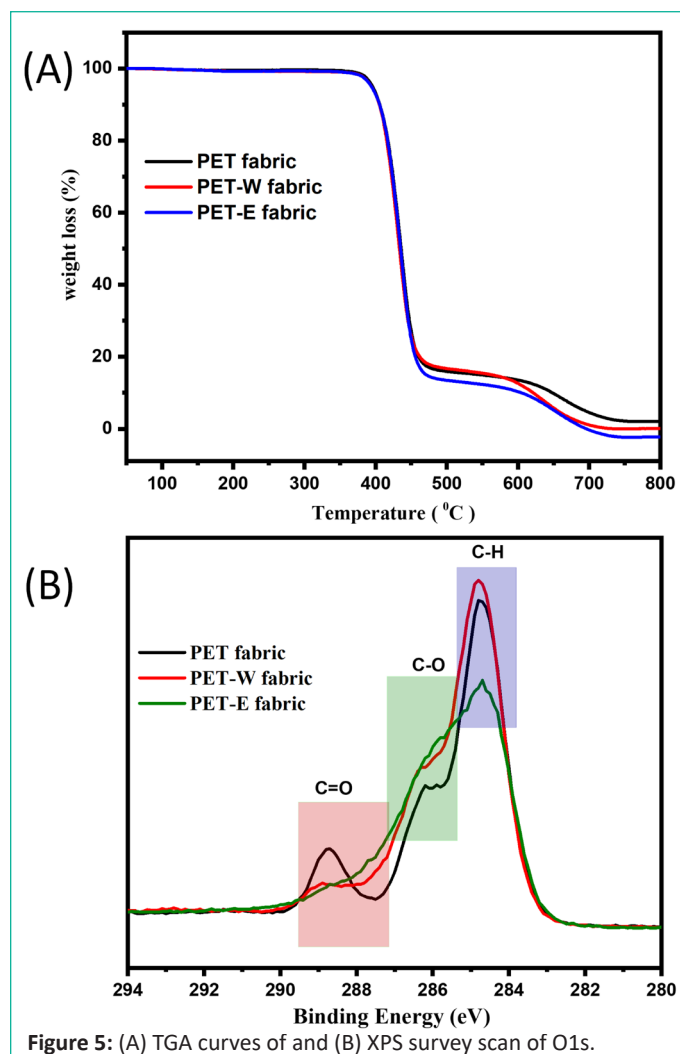 (A)
100
80
60
40
20
0
weight loss (%)
PET fabric
PET-W fabric
PET-E fabric
100 200 300 400 500 600 700 800
Temperature ( ⁰C )
(B)
C-H
C-O
C=O
PET fabric
PET-W fabric
PET-E fabric
294 292 290 288 286 284 282 280
Binding Energy (eV)
Figure 5: (A) TGA curves of and (B) XPS survey scan of O1s.